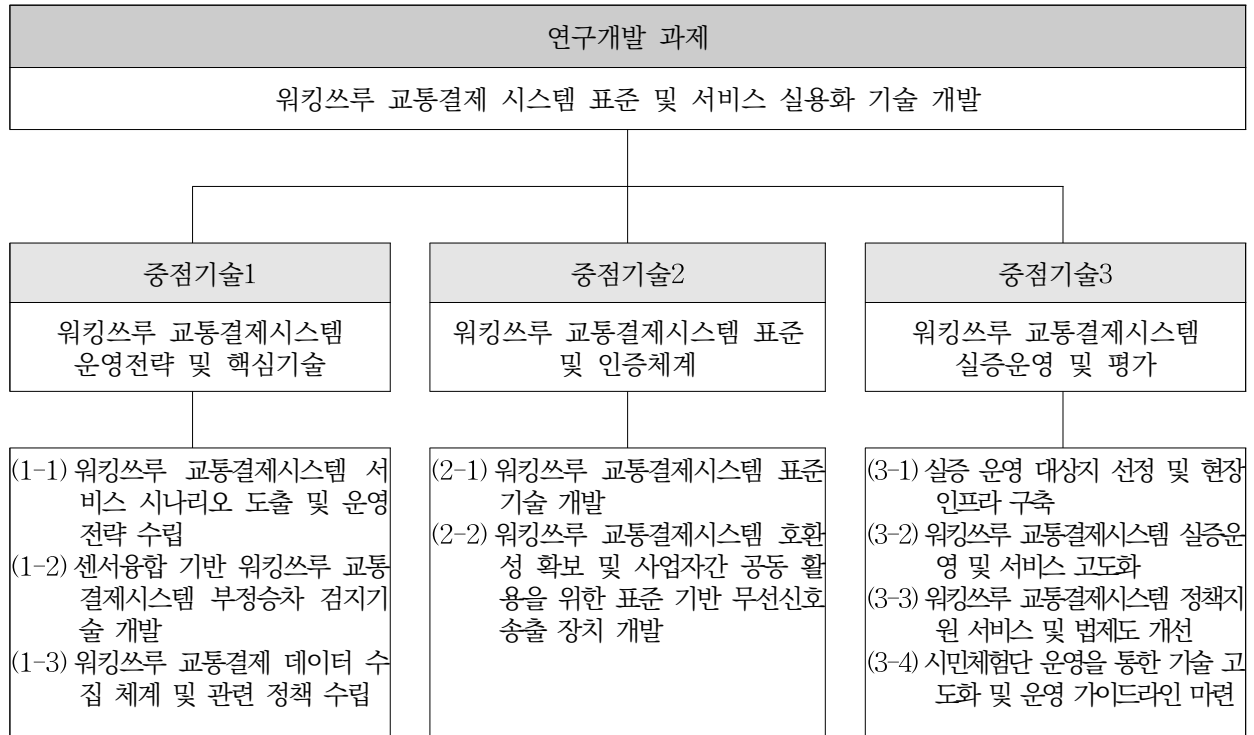 연구개발 과제
워킹쓰루 교통결제 시스템 표준 및 서비스 실용화 기술 개발
중점기술1
워킹쓰루 교통결제시스템
운영전략 및 핵심기술
(1-1) 워킹쓰루 교통결제시스템 서
비스 시나리오 도출 및 운영
전략 수립
(1-2) 센서융합 기반 워킹쓰루 교통
결제시스템 부정승차 검지기
술 개발
(1-3) 워킹쓰루 교통결제 데이터 수
집 체계 및 관련 정책 수립
중점기술2
워킹쓰루 교통결제시스템 표준
및 인증체계
(2-1) 워킹쓰루 교통결제시스템 표준
기술 개발
(2-2) 워킹쓰루 교통결제시스템 호환
성 확보 및 사업자간 공동 활
용을 위한 표준 기반 무선신호
송출 장치 개발
중점기술3
워킹쓰루 교통결제시스템
실증운영 및 평가
(3-1) 실증 운영 대상지 선정 및 현장
인프라 구축
(3-2) 워킹쓰루 교통결제시스템 실증운
영 및 서비스 고도화
(3-3) 워킹쓰루 교통결제시스템 정책지
원 서비스 및 법제도 개선
(3-4) 시민체험단 운영을 통한 기술 고
도화 및 운영 가이드라인 마련